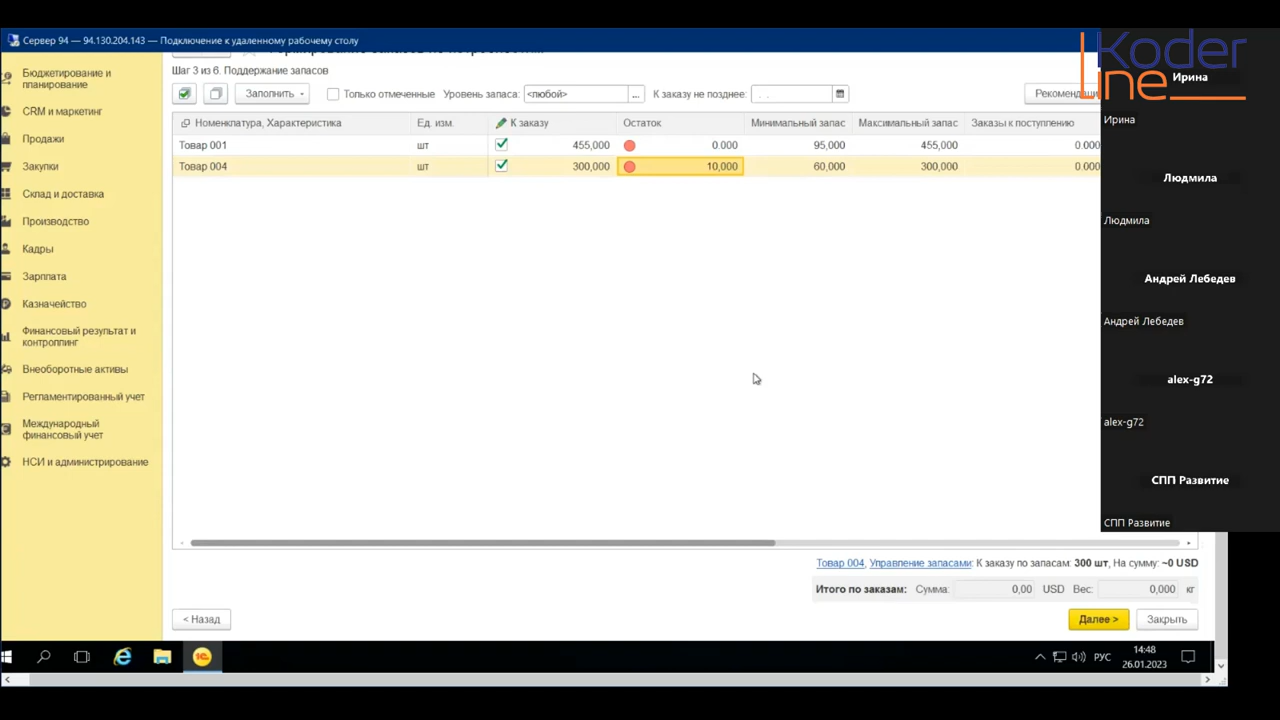 Сервер 94 — 94.130.204.143 — Подключение к удаленному рабочему столу
Koder
Line
Бюджетирование и
планирование
CRM и маркетинг
Продажи
Закупки
Склад и доставка
Производство
Кадры
Зарплата
Казначейство
Финансовый результат и
контроллинг
Внеоборотные активы
Регламентированный учет
Международный
финансовый учет
НСИ и администрирование
Шаг 3 из 6. Поддержание запасов
Заполнить Только отмеченные Уровень запаса: <любой> ... К заказу не позднее: . .
Номенклатура, Характеристика Ед. изм. К заказу Остаток Минимальный запас Максимальный запас Заказы к поступлению
Товар 001 шт 455,000 0.000 95,000 455,000 0.000
Товар 004 шт 300,000 10,000 60,000 300,000 0.000
Товар 004, Управление запасами: К заказу по запасам: 300 шт, На сумму: ~0 USD
Итого по заказам: Сумма: 0,00 USD Вес: 0,000 кг
< Назад Далее > Закрыть
Ирина
Ирина
Людмила
Людмила
Андрей Лебедев
Андрей Лебедев
alex-g72
alex-g72
СПП Развитие
СПП Развитие
РУС 14:48
26.01.2023